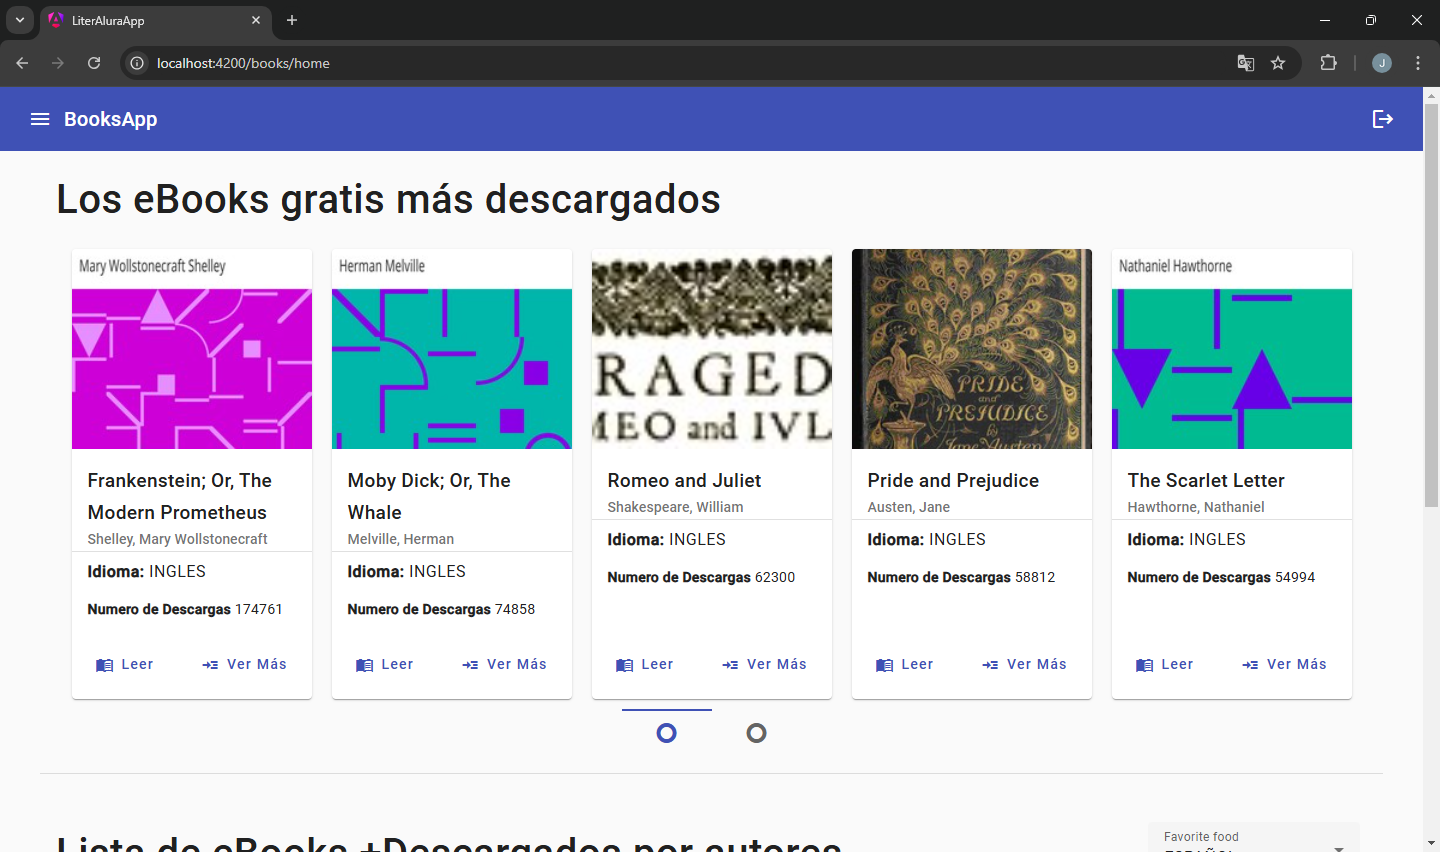 LiterAluraApp
localhost:4200/books/home
J
BooksApp
Los eBooks gratis más descargados
Mary Wollstonecraft Shelley
Frankenstein; Or, The
Modern Prometheus
Shelley, Mary Wollstonecraft
Idioma: INGLES
Numero de Descargas 174761
Leer
Ver Más
Herman Melville
Moby Dick; Or, The
Whale
Melville, Herman
Idioma: INGLES
Numero de Descargas 74858
Leer
Ver Más
RAGED
MEO and IVL
Romeo and Juliet
Shakespeare, William
Idioma: INGLES
Numero de Descargas 62300
Leer
Ver Más
PRIDE
and
PREJUDICE
by
Jane Austen
Pride and Prejudice
Austen, Jane
Idioma: INGLES
Numero de Descargas 58812
Leer
Ver Más
Nathaniel Hawthorne
The Scarlet Letter
Hawthorne, Nathaniel
Idioma: INGLES
Numero de Descargas 54994
Leer
Ver Más
Lista de eBooks +Descargados por autores
Favorite food
ESPAÑOL